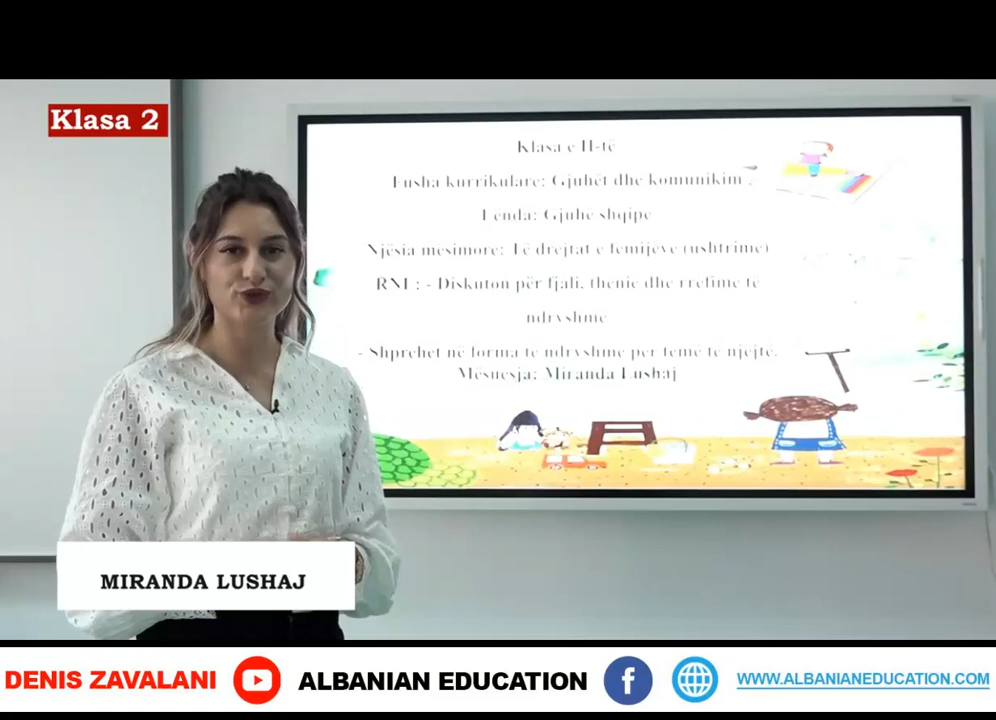 Klasa 2
Klasa e II-të
Fusha kurrikulare: Gjuhët dhe komunikim .
Lënda: Gjuhë shqipe
Njësia mësimore: Të drejtat e fëmijëve (ushtrime)
RNF : - Diskuton për fjali, thënie dhe rrëfime të
ndryshme
- Shprehet në forma të ndryshme për temë të njëjtë.
Mësuesja: Miranda Lushaj
MIRANDA LUSHAJ
DENIS ZAVALANI
ALBANIAN EDUCATION
f
WWW.ALBANIANEDUCATION.COM